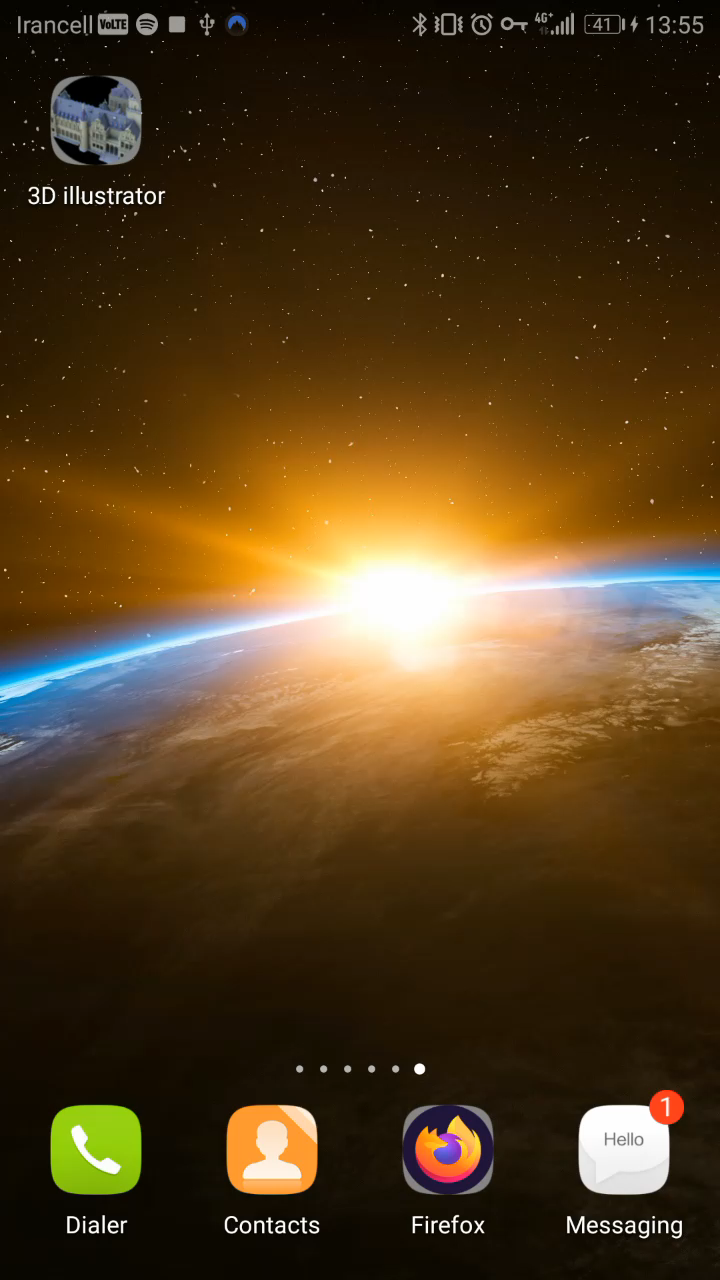 Irancell VoLTE 4G+ 41 13:55
3D illustrator
1
Hello
Dialer Contacts Firefox Messaging